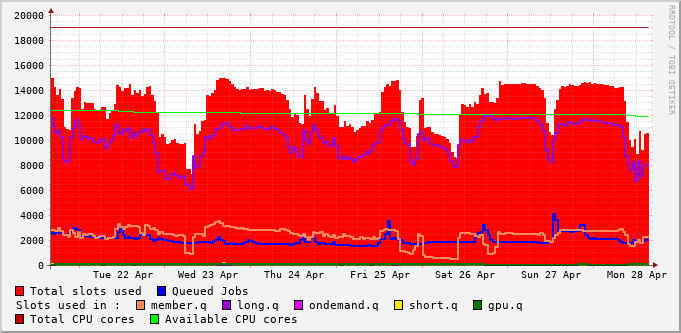 20000
18000
16000
14000
12000
10000
8000
6000
4000
2000
0
Tue 22 Apr Wed 23 Apr Thu 24 Apr Fri 25 Apr Sat 26 Apr Sun 27 Apr Mon 28 Apr
Total slots used Queued Jobs
Slots used in : member.q long.q ondemand.q short.q gpu.q
Total CPU cores Available CPU cores
RRDTOOL / TOBI OETIKER